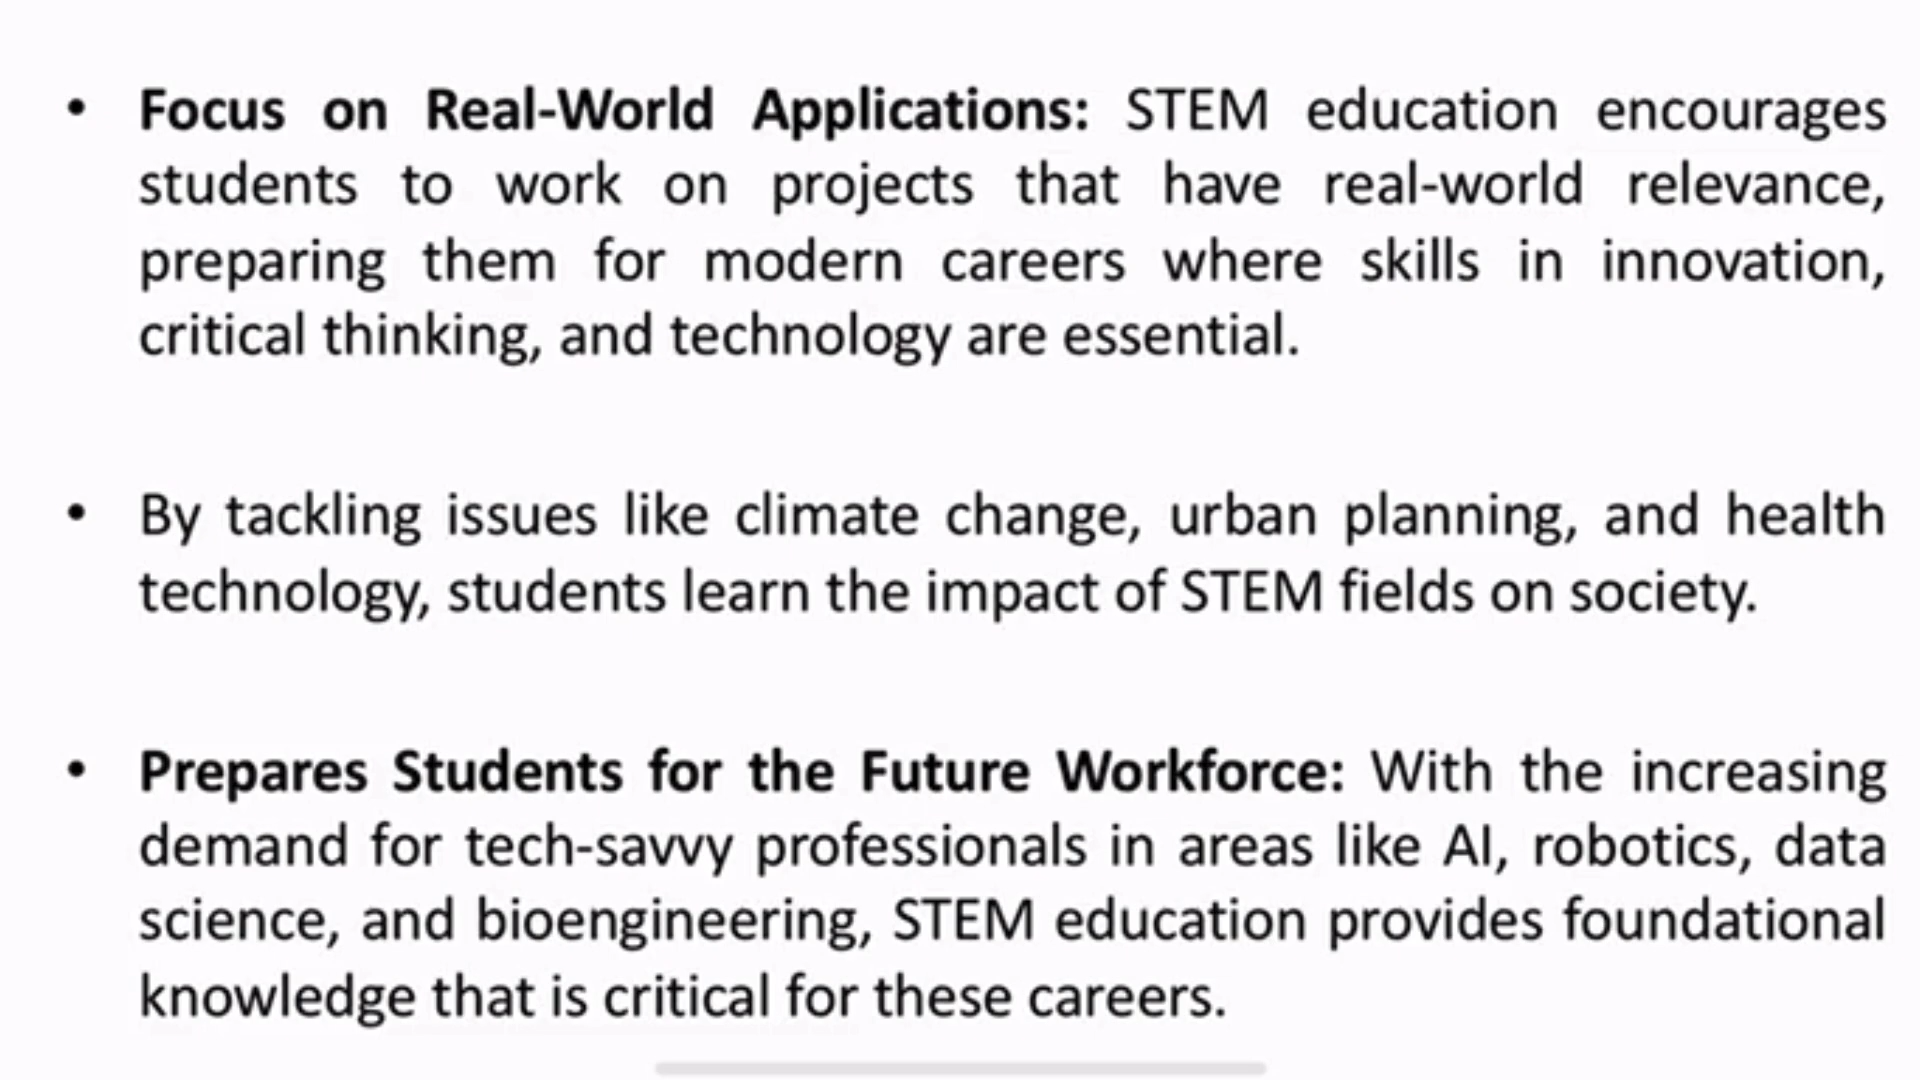 • Focus on Real-World Applications: STEM education encourages
students to work on projects that have real-world relevance,
preparing them for modern careers where skills in innovation,
critical thinking, and technology are essential.
• By tackling issues like climate change, urban planning, and health
technology, students learn the impact of STEM fields on society.
• Prepares Students for the Future Workforce: With the increasing
demand for tech-savvy professionals in areas like AI, robotics, data
science, and bioengineering, STEM education provides foundational
knowledge that is critical for these careers.